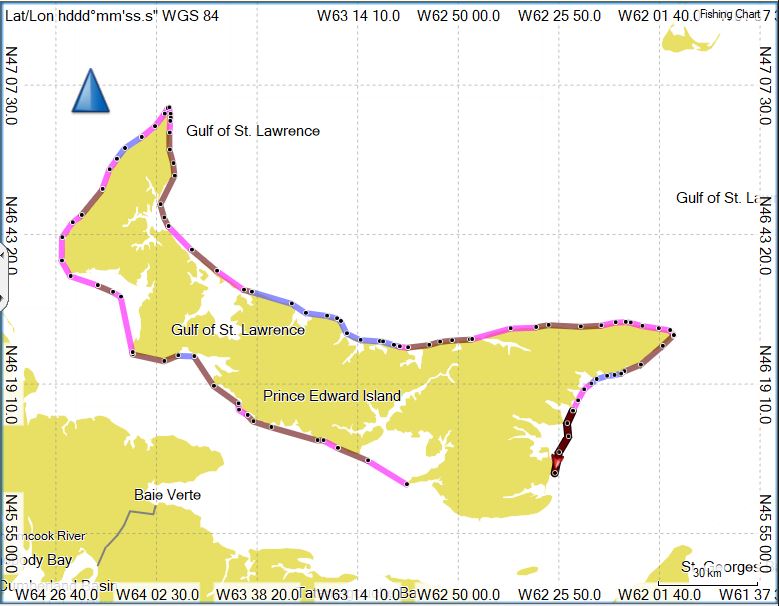 Lat/Lon hddd°mm'ss.s" WGS 84
W63 14 10.0
W62 50 00.0
W62 25 50.0
W62 01 40.0
Fishing Chart
N47 07 30.0
N47 07 30.0
Gulf of St. Lawrence
Gulf of St. La
N46 43 20.0
N46 43 20.0
Gulf of St. Lawrence
N46 19 10.0
N46 19 10.0
Prince Edward Island
N45 55 00.0
N45 55 00.0
Baie Verte
ncook River
dy Bay
St. Georges
30 km
Cumberland Basin
W64 26 40.0
W64 02 30.0
W63 38 20.0
W63 14 10.0
W62 50 00.0
W62 25 50.0
W62 01 40.0
W61 37